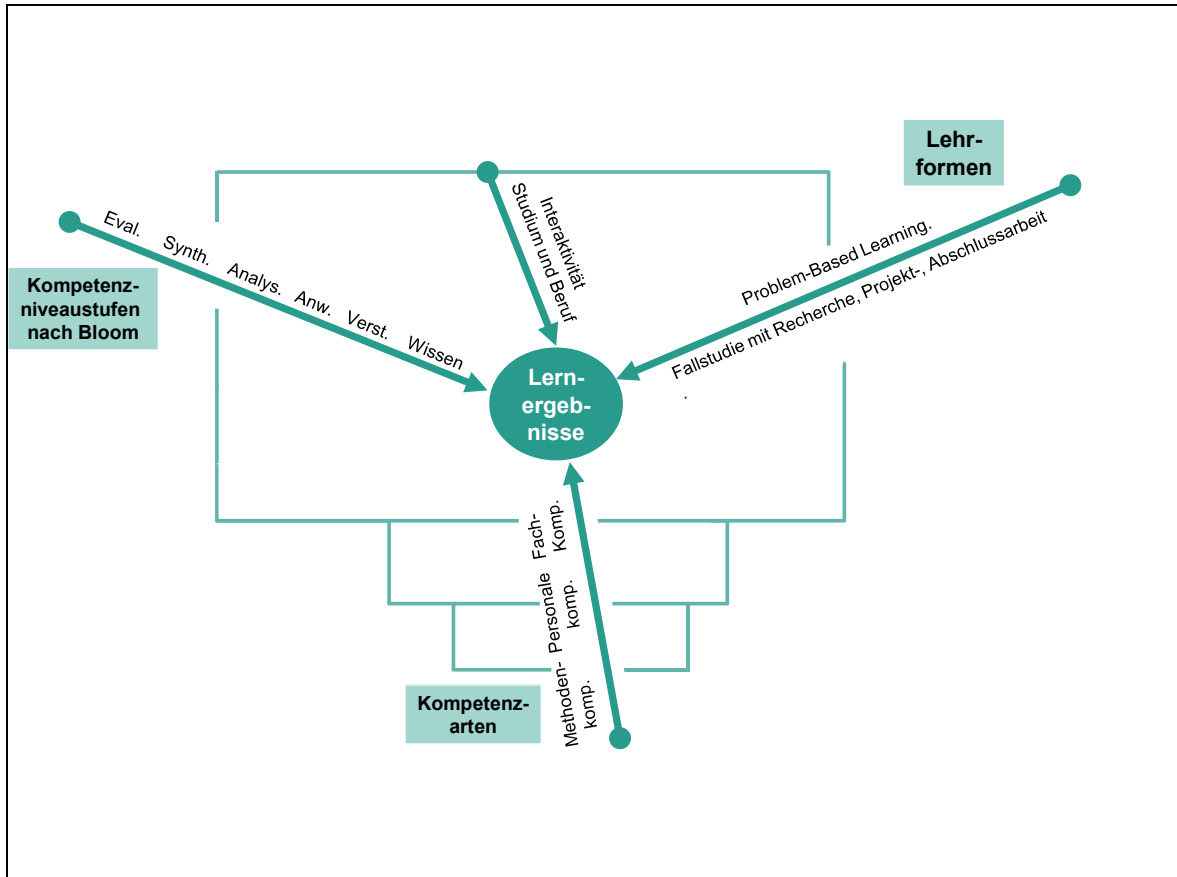 Lehr-
formen
Interaktivität
Studium und Beruf
Problem-Based Learning.
Fallstudie mit Recherche, Projekt-, Abschlussarbeit
.
Eval. Synth. Analys. Anw. Verst. Wissen
Kompetenz-
niveaustufen
nach Bloom
Lern-
ergeb-
nisse
Methoden- Personale Fach-
komp. komp. Komp.
Kompetenz-
arten